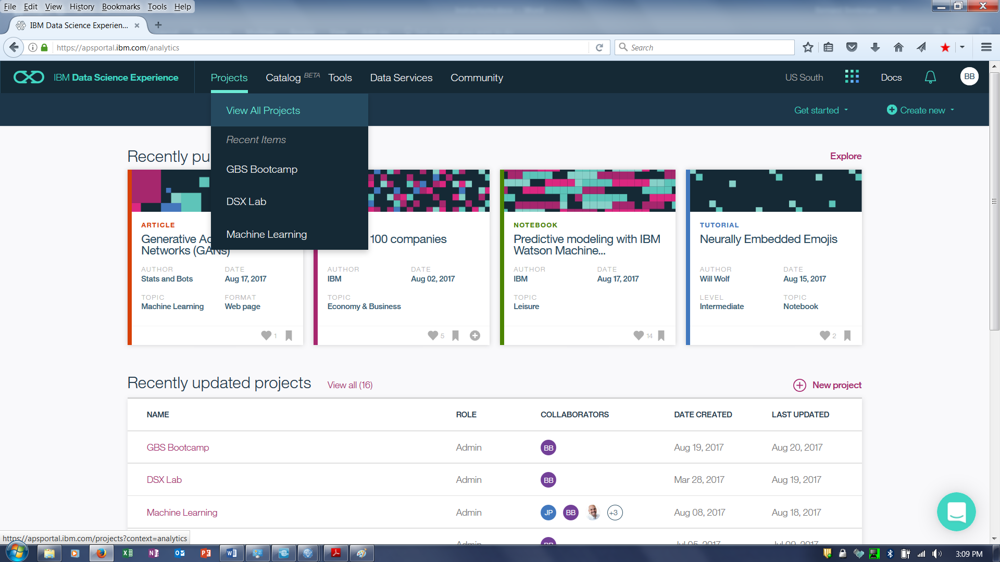 File Edit View History Bookmarks Tools Help
IBM Data Science Experien...
https://apsportal.ibm.com/analytics
Search
IBM Data Science Experience
Projects Catalog BETA Tools Data Services Community
US South Docs BB
View All Projects
Get started Create new
Recent Items
GBS Bootcamp
DSX Lab
Machine Learning
Recently pu
Explore
ARTICLE
Generative Ac
Networks (GANs)
AUTHOR DATE
Stats and Bots Aug 17, 2017
TOPIC FORMAT
Machine Learning Web page
1
100 companies
AUTHOR DATE
IBM Aug 02, 2017
TOPIC
Economy & Business
5
NOTEBOOK
Predictive modeling with IBM
Watson Machine...
AUTHOR DATE
IBM Aug 17, 2017
TOPIC
Leisure
14
TUTORIAL
Neurally Embedded Emojis
AUTHOR DATE
Will Wolf Aug 15, 2017
LEVEL TOPIC
Intermediate Notebook
2
Recently updated projects View all (16)
New project
NAME ROLE COLLABORATORS DATE CREATED LAST UPDATED
GBS Bootcamp Admin BB Aug 19, 2017 Aug 20, 2017
DSX Lab Admin BB Mar 28, 2017 Aug 19, 2017
Machine Learning Admin JP BB +3 Aug 08, 2017 Aug 18, 2017
Admin BB Jul 05, 2017 Jul 09, 2017
https://apsportal.ibm.com/projects?context=analytics
3:09 PM